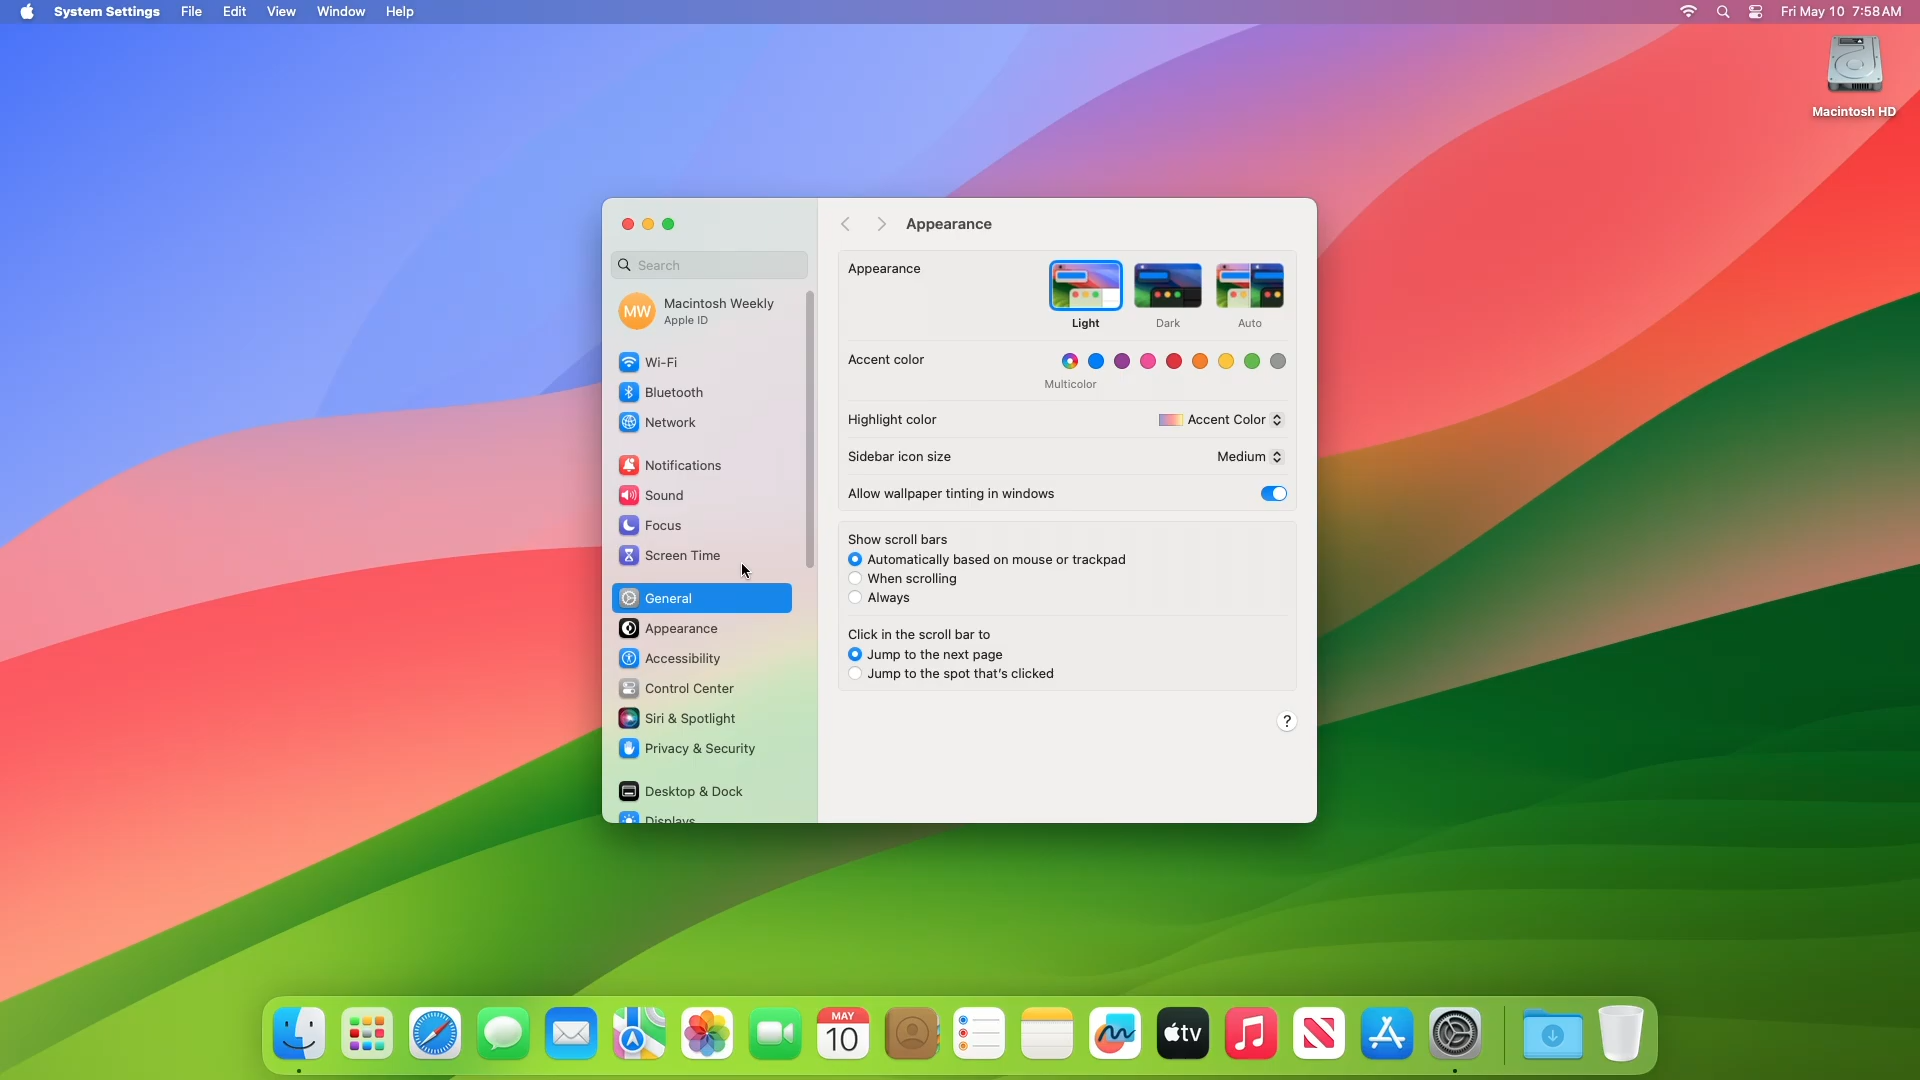 System Settings File Edit View Window Help Fri May 10 7:58 AM
Macintosh HD
Search
MW
Macintosh Weekly
Apple ID
Wi-Fi
Bluetooth
Network
Notifications
Sound
Focus
Screen Time
General
Appearance
Accessibility
Control Center
Siri & Spotlight
Privacy & Security
Desktop & Dock
Displays
Appearance
Appearance
Light Dark Auto
Accent color
Multicolor
Highlight color Accent Color
Sidebar icon size Medium
Allow wallpaper tinting in windows
Show scroll bars
Automatically based on mouse or trackpad
When scrolling
Always
Click in the scroll bar to
Jump to the next page
Jump to the spot that's clicked
?
MAY
10
tv